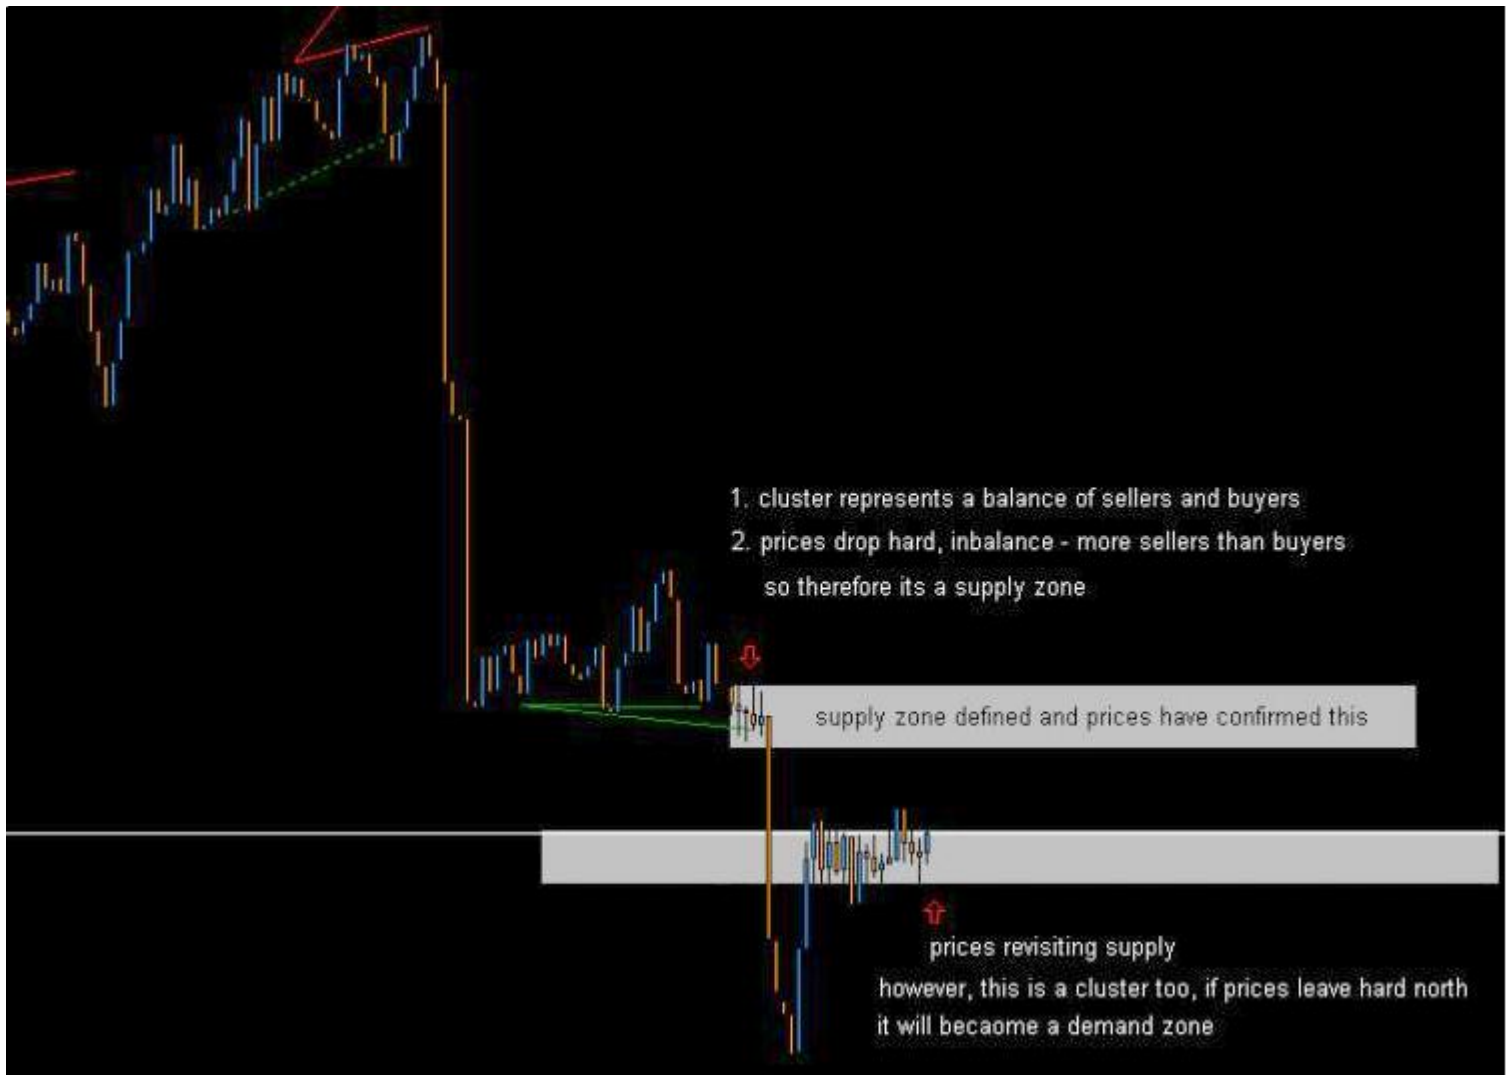 1. cluster represents a balance of sellers and buyers
2. prices drop hard, inbalance - more sellers than buyers
so therefore its a supply zone
supply zone defined and prices have confirmed this
prices revisiting supply
however, this is a cluster too, if prices leave hard north
it will becaome a demand zone